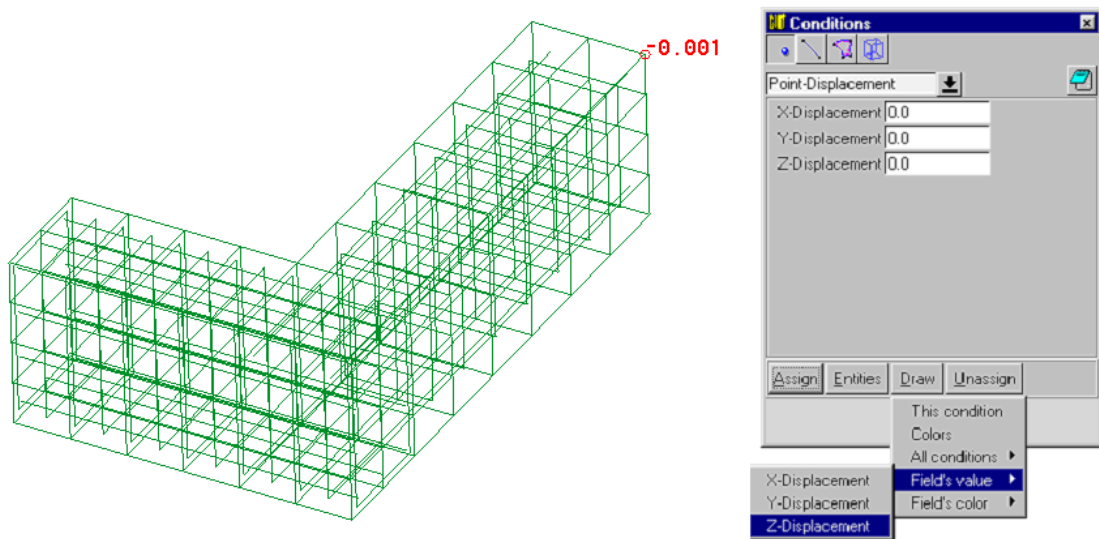 -0.001
Conditions
Point-Displacement
X-Displacement 0.0
Y-Displacement 0.0
Z-Displacement 0.0
Assign Entities Draw Unassign
This condition
Colors
All conditions
Field's value
Field's color
X-Displacement
Y-Displacement
Z-Displacement